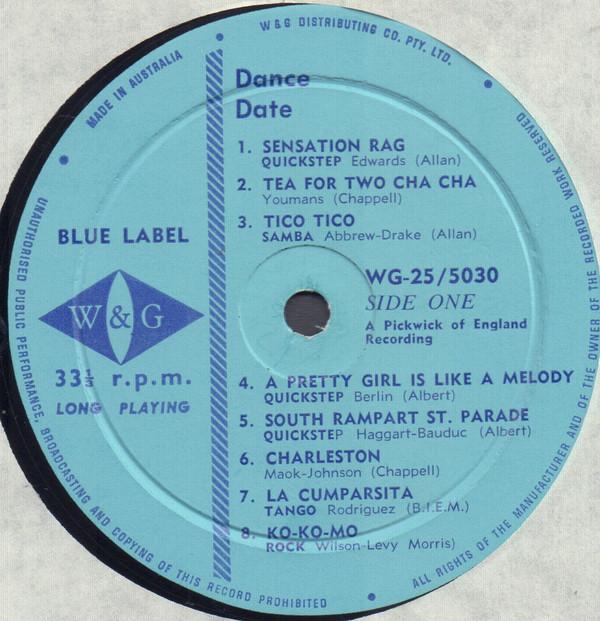 W & G DISTRIBUTING CO. PTY. LTD.
MADE IN AUSTRALIA
Dance
Date
1. SENSATION RAG
QUICKSTEP Edwards (Allan)
2. TEA FOR TWO CHA CHA
Youmans (Chappell)
3. TICO TICO
SAMBA Abbrew-Drake (Allan)
BLUE LABEL
W & G
33⅓ r.p.m.
LONG PLAYING
WG-25/5030
SIDE ONE
A Pickwick of England
Recording
4. A PRETTY GIRL IS LIKE A MELODY
QUICKSTEP Berlin (Albert)
5. SOUTH RAMPART ST. PARADE
QUICKSTEP Haggart-Bauduc (Albert)
6. CHARLESTON
Maok-Johnson (Chappell)
7. LA CUMPARSITA
TANGO Rodriguez (B.I.E.M.)
8. KO-KO-MO
ROCK Wilson-Levy Morris)
ALL RIGHTS OF THE MANUFACTURER AND OF THE OWNER OF THE RECORDED WORK RESERVED
UNAUTHORISED PUBLIC PERFORMANCE, BROADCASTING AND COPYING OF THIS RECORD PROHIBITED